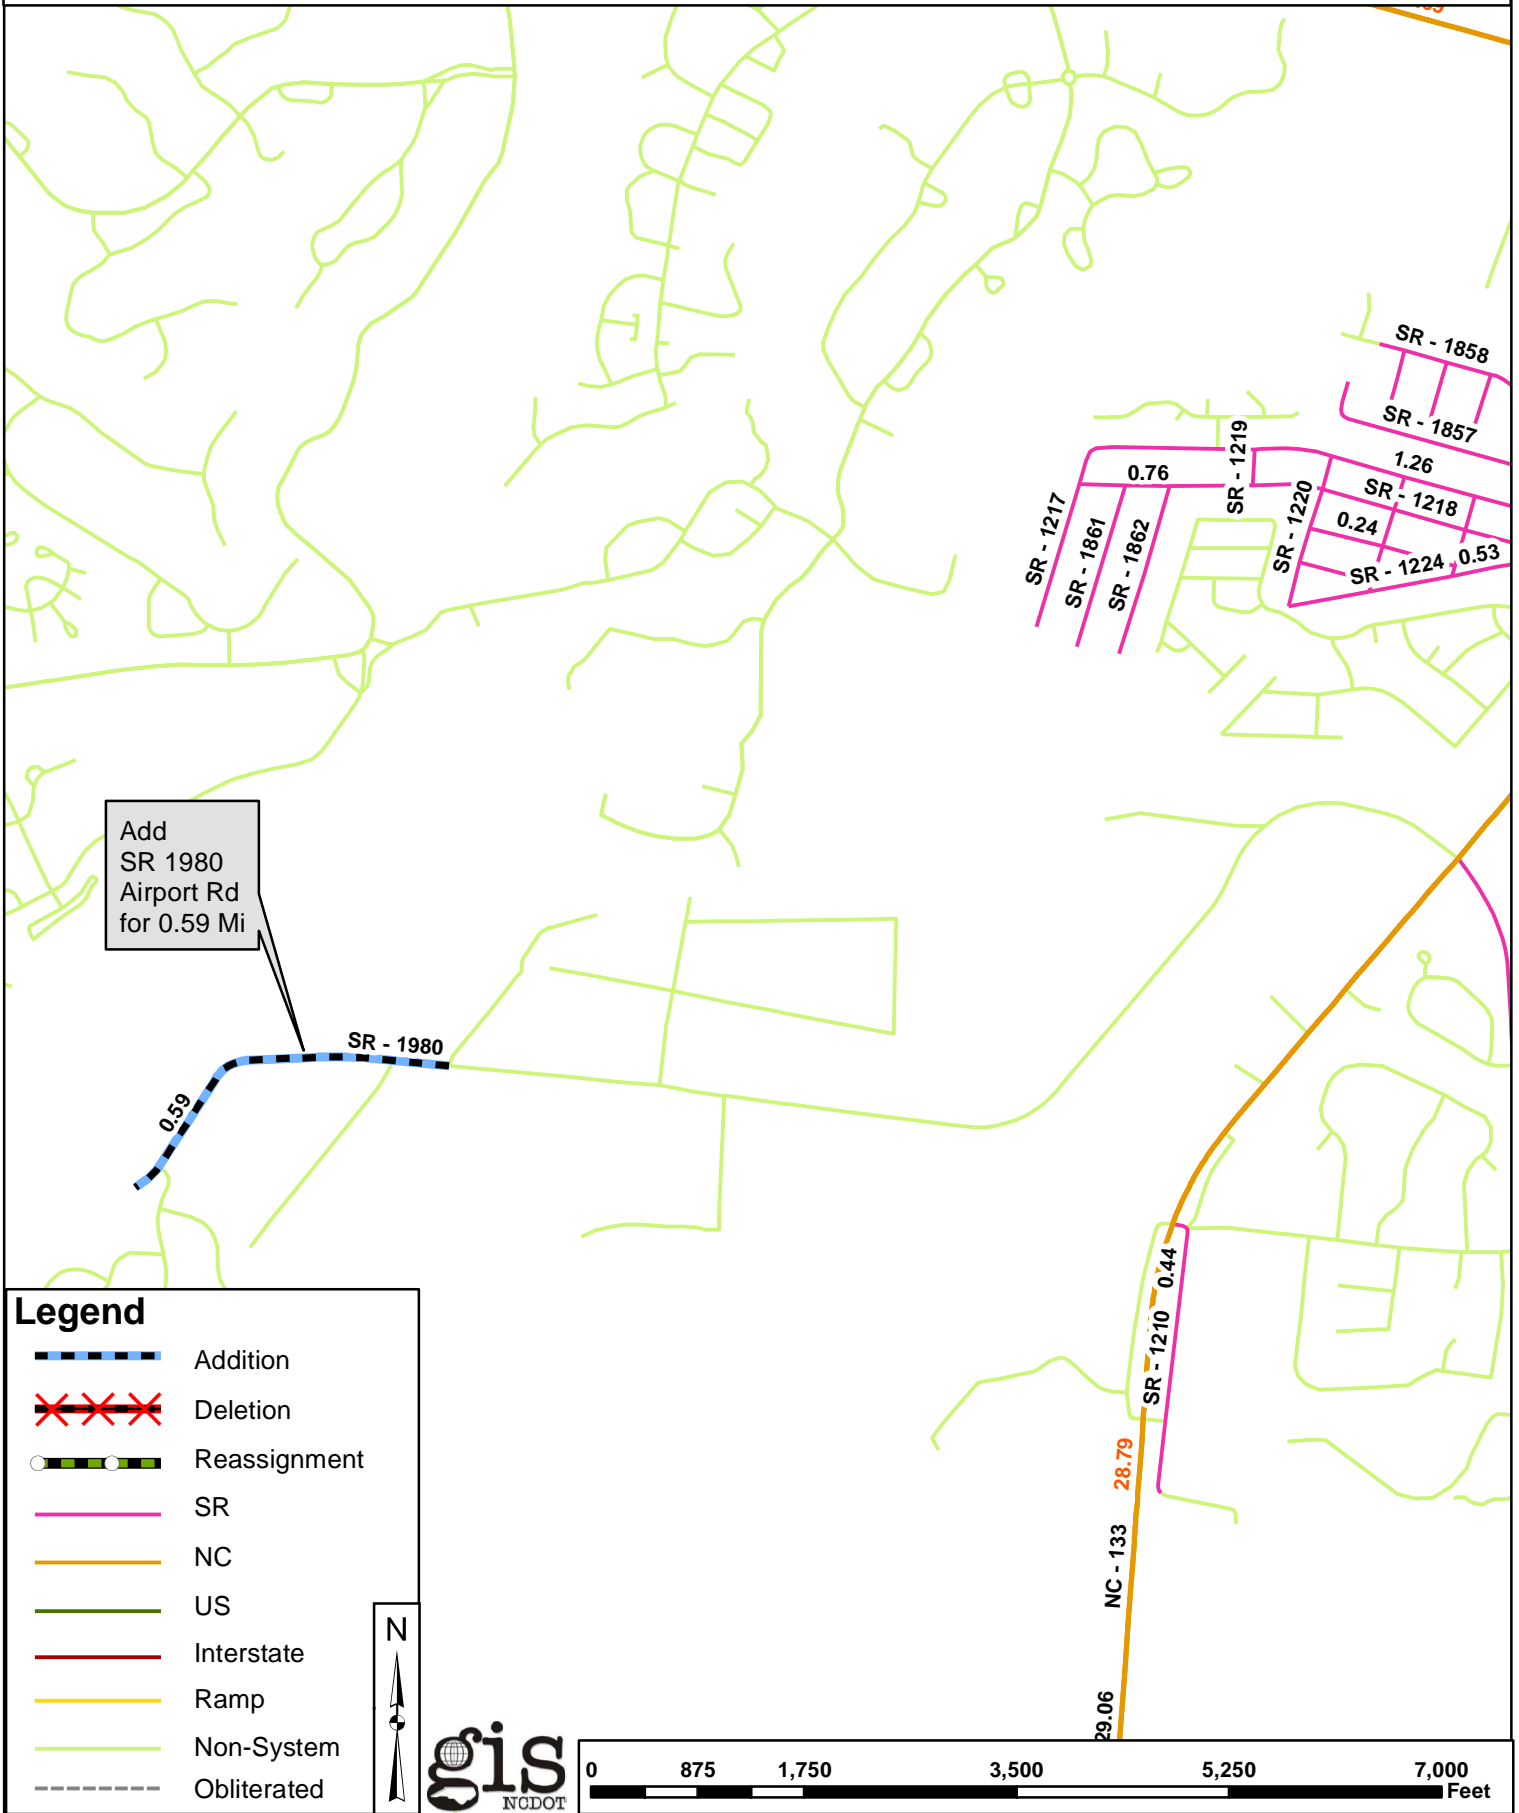 SR - 1858
SR - 1857
1.26
SR - 1219
0.76
SR - 1218
SR - 1220
0.24
SR - 1217
SR - 1861
SR - 1862
SR - 1224
0.53
Add
SR 1980
Airport Rd
for 0.59 Mi
SR - 1980
0.59
0.44
SR - 1210
28.79
NC - 133
29.06
Legend
Addition
Deletion
Reassignment
SR
NC
US
Interstate
Ramp
Non-System
Obliterated
N
gis
NCDOT
0 875 1,750 3,500 5,250 7,000
Feet